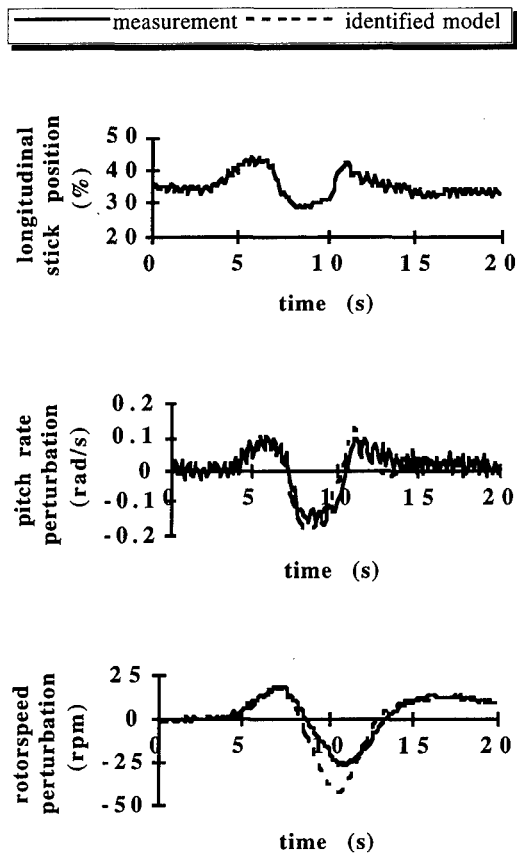 measurement identified model
longitudinal
stick position
(%)
50
40
30
20
0 5 10 15 20
time (s)
pitch rate
perturbation
(rad/s)
0.2
0.1
0
-0.1
-0.2
0 5 10 15 20
time (s)
rotorspeed
perturbation
(rpm)
25
0
-25
-50
0 5 10 15 20
time (s)